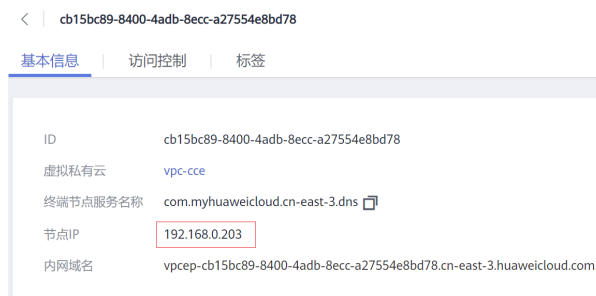 cb15bc89-8400-4adb-8ecc-a27554e8bd78
基本信息 访问控制 标签
ID cb15bc89-8400-4adb-8ecc-a27554e8bd78
虚拟私有云 vpc-cce
终端节点服务名称 com.myhuaweicloud.cn-east-3.dns
节点IP 192.168.0.203
内网域名 vpcep-cb15bc89-8400-4adb-8ecc-a27554e8bd78.cn-east-3.huaweicloud.com